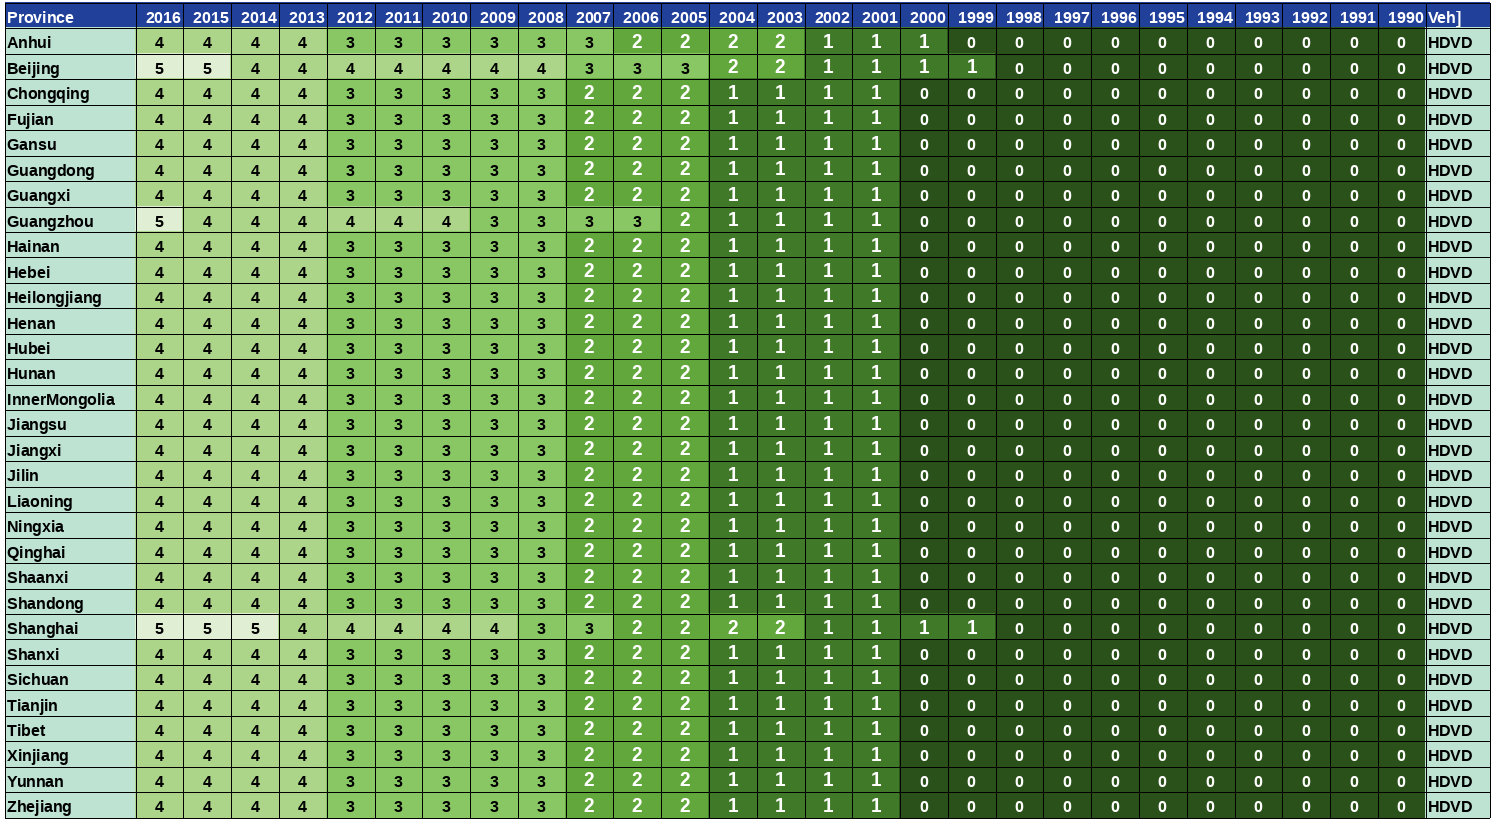 Province 2016 2015 2014 2013 2012 2011 2010 2009 2008 2007 2006 2005 2004 2003 2002 2001 2000 1999 1998 1997 1996 1995 1994 1993 1992 1991 1990 Veh]
Anhui 4 4 4 4 3 3 3 3 3 3 2 2 2 2 1 1 1 0 0 0 0 0 0 0 0 0 0 HDVD
Beijing 5 5 4 4 4 4 4 4 4 3 3 3 2 2 1 1 1 1 0 0 0 0 0 0 0 0 0 HDVD
Chongqing 4 4 4 4 3 3 3 3 3 2 2 2 1 1 1 1 0 0 0 0 0 0 0 0 0 0 0 HDVD
Fujian 4 4 4 4 3 3 3 3 3 2 2 2 1 1 1 1 0 0 0 0 0 0 0 0 0 0 0 HDVD
Gansu 4 4 4 4 3 3 3 3 3 2 2 2 1 1 1 1 0 0 0 0 0 0 0 0 0 0 0 HDVD
Guangdong 4 4 4 4 3 3 3 3 3 2 2 2 1 1 1 1 0 0 0 0 0 0 0 0 0 0 0 HDVD
Guangxi 4 4 4 4 3 3 3 3 3 2 2 2 1 1 1 1 0 0 0 0 0 0 0 0 0 0 0 HDVD
Guangzhou 5 4 4 4 4 4 4 3 3 3 3 2 1 1 1 1 0 0 0 0 0 0 0 0 0 0 0 HDVD
Hainan 4 4 4 4 3 3 3 3 3 2 2 2 1 1 1 1 0 0 0 0 0 0 0 0 0 0 0 HDVD
Hebei 4 4 4 4 3 3 3 3 3 2 2 2 1 1 1 1 0 0 0 0 0 0 0 0 0 0 0 HDVD
Heilongjiang 4 4 4 4 3 3 3 3 3 2 2 2 1 1 1 1 0 0 0 0 0 0 0 0 0 0 0 HDVD
Henan 4 4 4 4 3 3 3 3 3 2 2 2 1 1 1 1 0 0 0 0 0 0 0 0 0 0 0 HDVD
Hubei 4 4 4 4 3 3 3 3 3 2 2 2 1 1 1 1 0 0 0 0 0 0 0 0 0 0 0 HDVD
Hunan 4 4 4 4 3 3 3 3 3 2 2 2 1 1 1 1 0 0 0 0 0 0 0 0 0 0 0 HDVD
InnerMongolia 4 4 4 4 3 3 3 3 3 2 2 2 1 1 1 1 0 0 0 0 0 0 0 0 0 0 0 HDVD
Jiangsu 4 4 4 4 3 3 3 3 3 2 2 2 1 1 1 1 0 0 0 0 0 0 0 0 0 0 0 HDVD
Jiangxi 4 4 4 4 3 3 3 3 3 2 2 2 1 1 1 1 0 0 0 0 0 0 0 0 0 0 0 HDVD
Jilin 4 4 4 4 3 3 3 3 3 2 2 2 1 1 1 1 0 0 0 0 0 0 0 0 0 0 0 HDVD
Liaoning 4 4 4 4 3 3 3 3 3 2 2 2 1 1 1 1 0 0 0 0 0 0 0 0 0 0 0 HDVD
Ningxia 4 4 4 4 3 3 3 3 3 2 2 2 1 1 1 1 0 0 0 0 0 0 0 0 0 0 0 HDVD
Qinghai 4 4 4 4 3 3 3 3 3 2 2 2 1 1 1 1 0 0 0 0 0 0 0 0 0 0 0 HDVD
Shaanxi 4 4 4 4 3 3 3 3 3 2 2 2 1 1 1 1 0 0 0 0 0 0 0 0 0 0 0 HDVD
Shandong 4 4 4 4 3 3 3 3 3 2 2 2 1 1 1 1 0 0 0 0 0 0 0 0 0 0 0 HDVD
Shanghai 5 5 5 4 4 4 4 4 3 3 2 2 2 2 1 1 1 1 0 0 0 0 0 0 0 0 0 HDVD
Shanxi 4 4 4 4 3 3 3 3 3 2 2 2 1 1 1 1 0 0 0 0 0 0 0 0 0 0 0 HDVD
Sichuan 4 4 4 4 3 3 3 3 3 2 2 2 1 1 1 1 0 0 0 0 0 0 0 0 0 0 0 HDVD
Tianjin 4 4 4 4 3 3 3 3 3 2 2 2 1 1 1 1 0 0 0 0 0 0 0 0 0 0 0 HDVD
Tibet 4 4 4 4 3 3 3 3 3 2 2 2 1 1 1 1 0 0 0 0 0 0 0 0 0 0 0 HDVD
Xinjiang 4 4 4 4 3 3 3 3 3 2 2 2 1 1 1 1 0 0 0 0 0 0 0 0 0 0 0 HDVD
Yunnan 4 4 4 4 3 3 3 3 3 2 2 2 1 1 1 1 0 0 0 0 0 0 0 0 0 0 0 HDVD
Zhejiang 4 4 4 4 3 3 3 3 3 2 2 2 1 1 1 1 0 0 0 0 0 0 0 0 0 0 0 HDVD